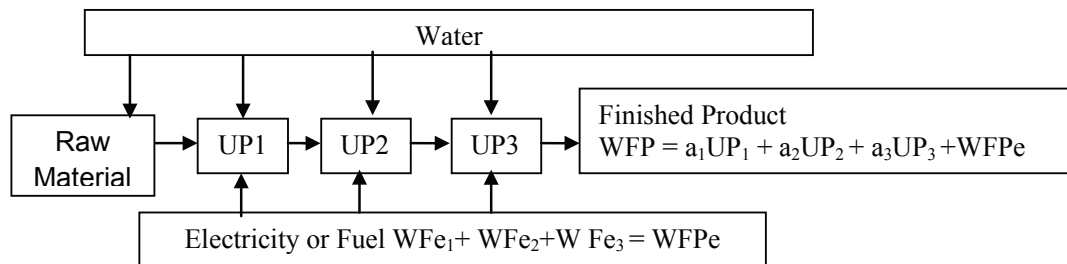 Water
Raw
Material
UP1
UP2
UP3
Finished Product
WFP = a₁UP₁ + a₂UP₂ + a₃UP₃ +WFPe
Electricity or Fuel WFe₁+ WFe₂+W Fe₃ = WFPe